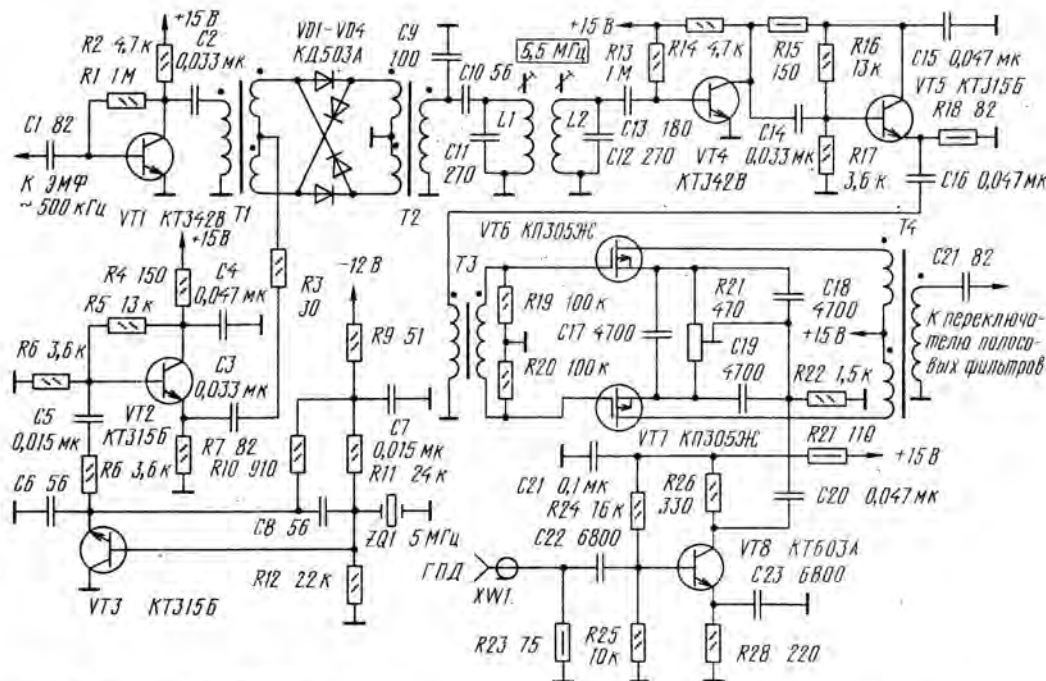 +15 В
R2 4,7 к
C2
0,033 мк
R1 1 М
C1 82
К ЭМФ
~ 500 кГц
VT1 КТ342В
T1
VD1-VD4
КД503А
C9
100
T2
C10 56
5,5 МГц
C11
270
L1
L2
C12 270
C13 180
+15 В
R13
1 М
R14 4,7 к
R15
150
R16
13 к
C15 0,047 мк
VT5 КТ315Б
R18 82
VT4
КТ342В
C14
0,033 мк
R17
3,6 к
C16 0,047 мк
+15 В
R4 150
C4
0,047 мк
R5 13 к
R6 3,6 к
C3
0,033 мк
VT2
КТ315Б
C5
0,015 мк
R7 82
R6 3,6 к
C6 56
VT3 КТ315Б
R3
30
-12 В
R9 51
C7
0,015 мк
R10 910
R11 24 к
C8 56
ZQ1 5 МГц
R12 22 к
VT6 КП305Ж
T3
R19 100 к
R20 100 к
C17 4700
R21
470
C18
4700
C19
4700
+15 В
R22 1,5 к
VT7 КП305Ж
T4
C21 82
К переключа-
телю полосо-
вых фильтров
R21 110
+15 В
C21 0,1 мк
R24 16 к
R26
330
C20 0,047 мк
C22 6800
ГПД
XW1
VT8 КТ603А
C23 6800
R23 75
R25
10 к
R28 220